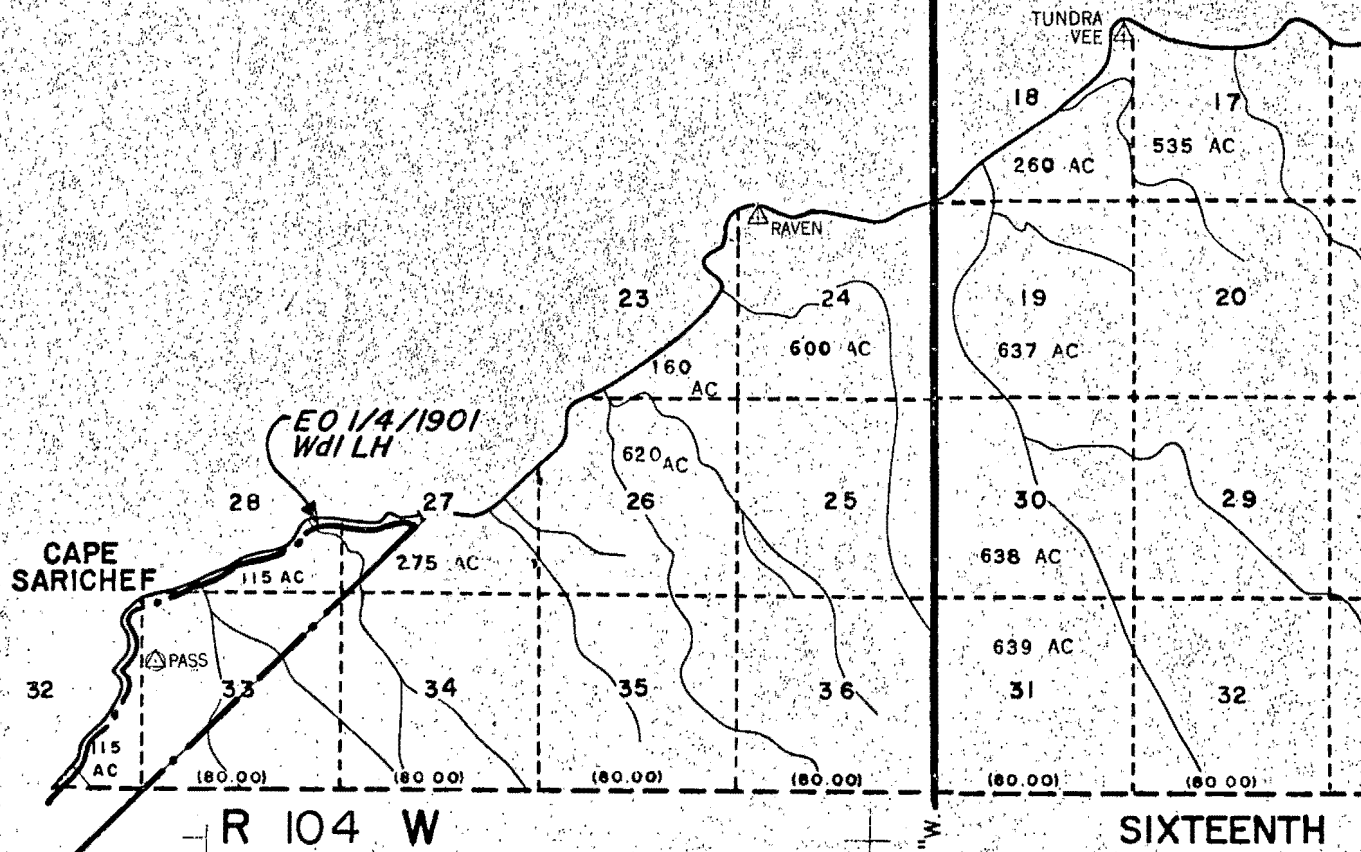 TUNDRA
VEE
18
17
260 AC
535 AC
RAVEN
23
24
19
20
160
AC
600 AC
637 AC
EO 1/4/1901
Wdl LH
620 AC
28
27
26
25
30
29
CAPE
SARICHEF
115 AC
275 AC
638 AC
PASS
639 AC
32
33
34
35
36
31
32
115
AC
(80.00)
(80.00)
(80.00)
(80.00)
(80.00)
(80.00)
R 104 W
"W
SIXTEENTH